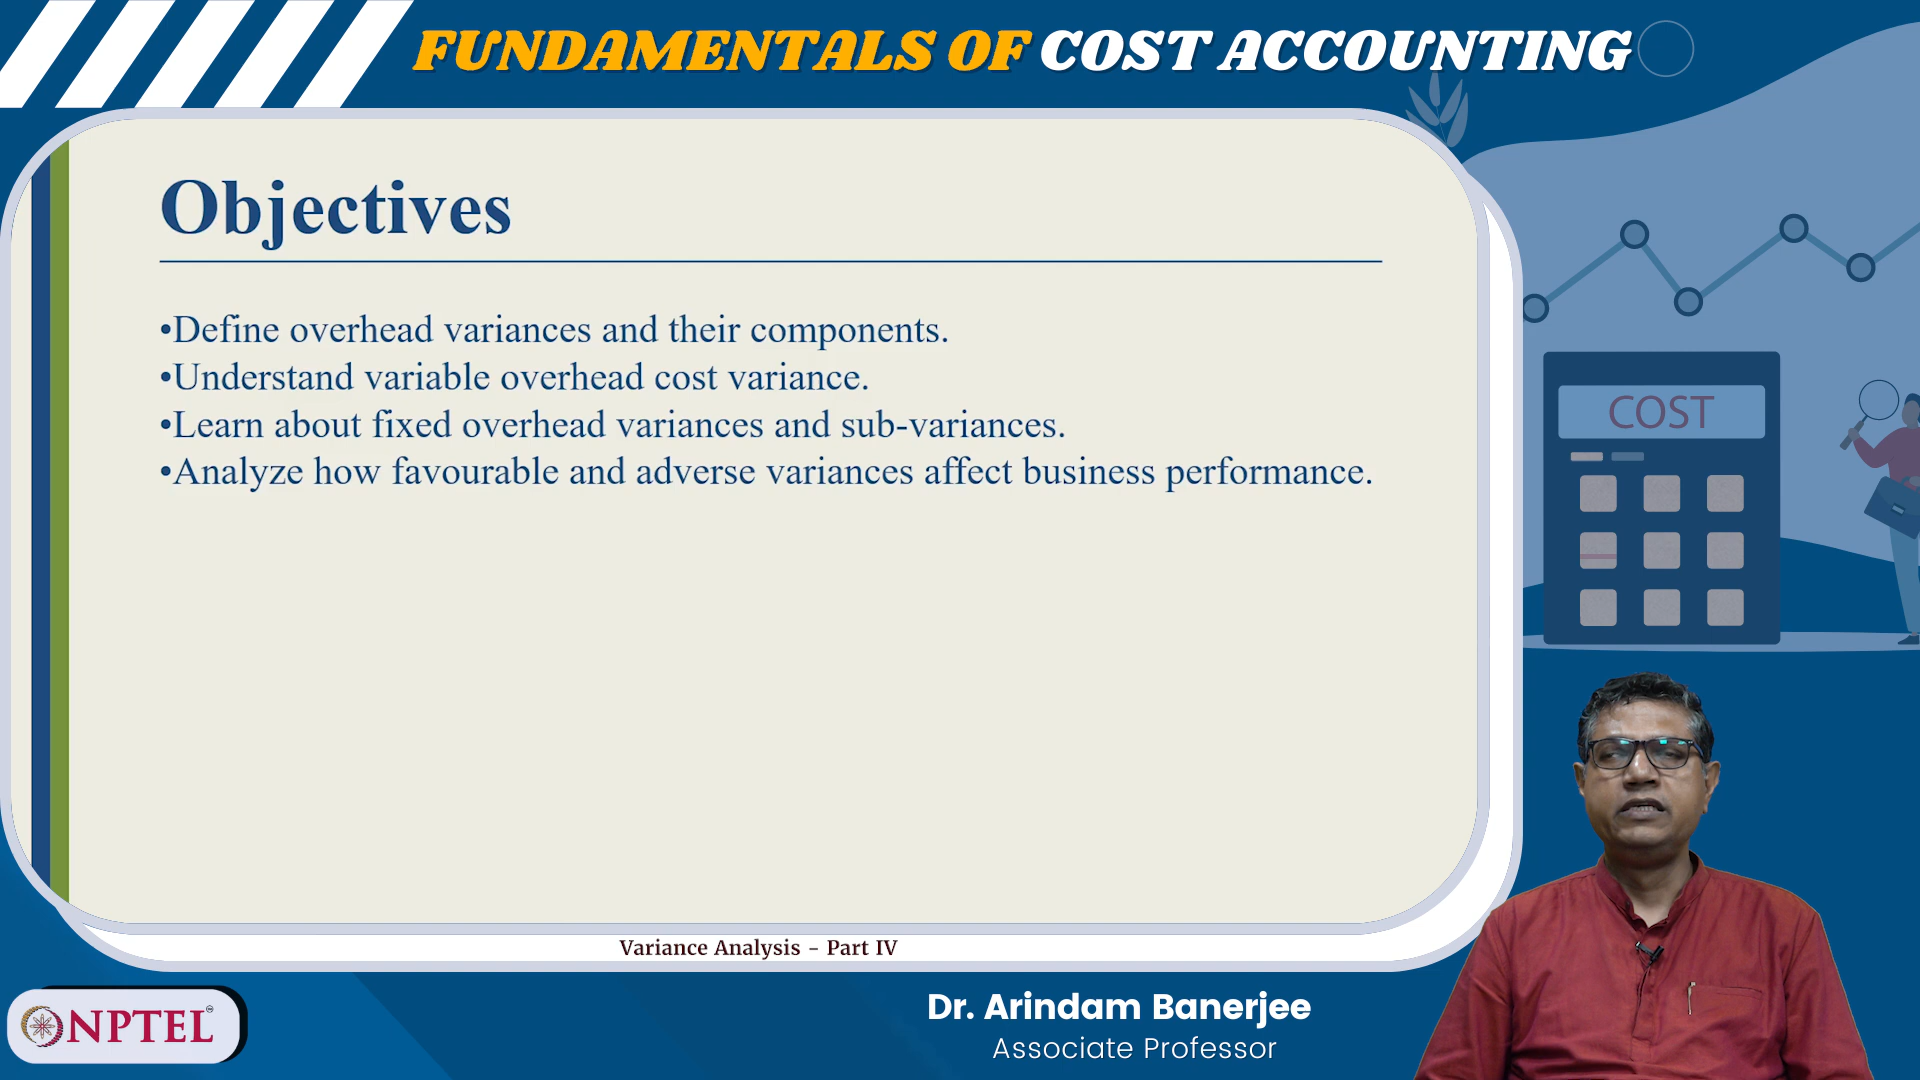 FUNDAMENTALS OF COST ACCOUNTING
Objectives
•Define overhead variances and their components.
•Understand variable overhead cost variance.
•Learn about fixed overhead variances and sub-variances.
•Analyze how favourable and adverse variances affect business performance.
COST
Variance Analysis - Part IV
NPTEL
Dr. Arindam Banerjee
Associate Professor